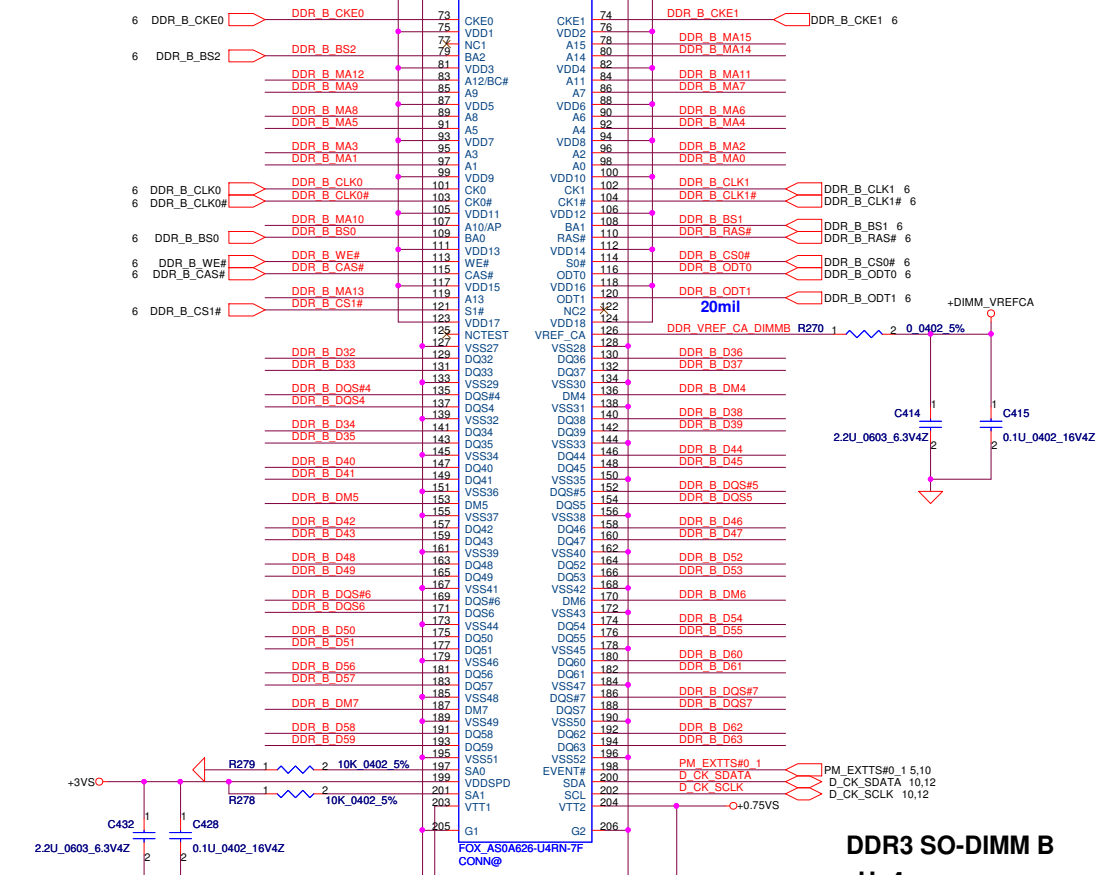 6 DDR_B_CKE0 DDR_B_CKE0 73 CKE0 CKE1 74 DDR_B_CKE1 DDR_B_CKE1 6
75 VDD1 VDD2 76
77 NC1 A15 78 DDR_B_MA15
6 DDR_B_BS2 DDR_B_BS2 79 BA2 A14 80 DDR_B_MA14
81 VDD3 VDD4 82
DDR_B_MA12 83 A12/BC# A11 84 DDR_B_MA11
DDR_B_MA9 85 A9 A7 86 DDR_B_MA7
87 VDD5 VDD6 88
DDR_B_MA8 89 A8 A6 90 DDR_B_MA6
DDR_B_MA5 91 A5 A4 92 DDR_B_MA4
93 VDD7 VDD8 94
DDR_B_MA3 95 A3 A2 96 DDR_B_MA2
DDR_B_MA1 97 A1 A0 98 DDR_B_MA0
99 VDD9 VDD10 100
6 DDR_B_CLK0 DDR_B_CLK0 101 CK0 CK1 102 DDR_B_CLK1 DDR_B_CLK1 6
6 DDR_B_CLK0# DDR_B_CLK0# 103 CK0# CK1# 104 DDR_B_CLK1# DDR_B_CLK1# 6
105 VDD11 VDD12 106
DDR_B_MA10 107 A10/AP BA1 108 DDR_B_BS1 DDR_B_BS1 6
6 DDR_B_BS0 DDR_B_BS0 109 BA0 RAS# 110 DDR_B_RAS# DDR_B_RAS# 6
111 VDD13 VDD14 112
6 DDR_B_WE# DDR_B_WE# 113 WE# S0# 114 DDR_B_CS0# DDR_B_CS0# 6
6 DDR_B_CAS# DDR_B_CAS# 115 CAS# ODT0 116 DDR_B_ODT0 DDR_B_ODT0 6
117 VDD15 VDD16 118
DDR_B_MA13 119 A13 ODT1 120 DDR_B_ODT1 DDR_B_ODT1 6
6 DDR_B_CS1# DDR_B_CS1# 121 S1# NC2 122 20mil +DIMM_VREFCA
123 VDD17 VDD18 124
125 NCTEST VREF_CA 126 DDR_VREF_CA_DIMMB R270 1 2 0_0402_5%
127 VSS27 VSS28 128
DDR_B_D32 129 DQ32 DQ36 130 DDR_B_D36
DDR_B_D33 131 DQ33 DQ37 132 DDR_B_D37
133 VSS29 VSS30 134
DDR_B_DQS#4 135 DQS#4 DM4 136 DDR_B_DM4
DDR_B_DQS4 137 DQS4 VSS31 138 1 1
139 VSS32 DQ38 140 DDR_B_D38 C414 C415
DDR_B_D34 141 DQ34 DQ39 142 DDR_B_D39
DDR_B_D35 143 DQ35 VSS33 144 2.2U_0603_6.3V4Z 2 2 0.1U_0402_16V4Z
145 VSS34 DQ44 146 DDR_B_D44
DDR_B_D40 147 DQ40 DQ45 148 DDR_B_D45
DDR_B_D41 149 DQ41 VSS35 150
151 VSS36 DQS#5 152 DDR_B_DQS#5
DDR_B_DM5 153 DM5 DQS5 154 DDR_B_DQS5
155 VSS37 VSS38 156
DDR_B_D42 157 DQ42 DQ46 158 DDR_B_D46
DDR_B_D43 159 DQ43 DQ47 160 DDR_B_D47
161 VSS39 VSS40 162
DDR_B_D48 163 DQ48 DQ52 164 DDR_B_D52
DDR_B_D49 165 DQ49 DQ53 166 DDR_B_D53
167 VSS41 VSS42 168
DDR_B_DQS#6 169 DQS#6 DM6 170 DDR_B_DM6
DDR_B_DQS6 171 DQS6 VSS43 172
173 VSS44 DQ54 174 DDR_B_D54
DDR_B_D50 175 DQ50 DQ55 176 DDR_B_D55
DDR_B_D51 177 DQ51 VSS45 178
179 VSS46 DQ60 180 DDR_B_D60
DDR_B_D56 181 DQ56 DQ61 182 DDR_B_D61
DDR_B_D57 183 DQ57 VSS47 184
185 VSS48 DQS#7 186 DDR_B_DQS#7
DDR_B_DM7 187 DM7 DQS7 188 DDR_B_DQS7
189 VSS49 VSS50 190
DDR_B_D58 191 DQ58 DQ62 192 DDR_B_D62
DDR_B_D59 193 DQ59 DQ63 194 DDR_B_D63
195 VSS51 VSS52 196
R279 1 2 10K_0402_5% 197 SA0 EVENT# 198 PM_EXTTS#0_1 PM_EXTTS#0_1 5,10
+3VS 199 VDDSPD SDA 200 D_CK_SDATA D_CK_SDATA 10,12
R278 1 2 10K_0402_5% 201 SA1 SCL 202 D_CK_SCLK D_CK_SCLK 10,12
203 VTT1 VTT2 204 +0.75VS
1 1
C432 C428 205 G1 G2 206
2.2U_0603_6.3V4Z 0.1U_0402_16V4Z FOX_AS0A626-U4RN-7F
2 2 CONN@
DDR3 SO-DIMM B